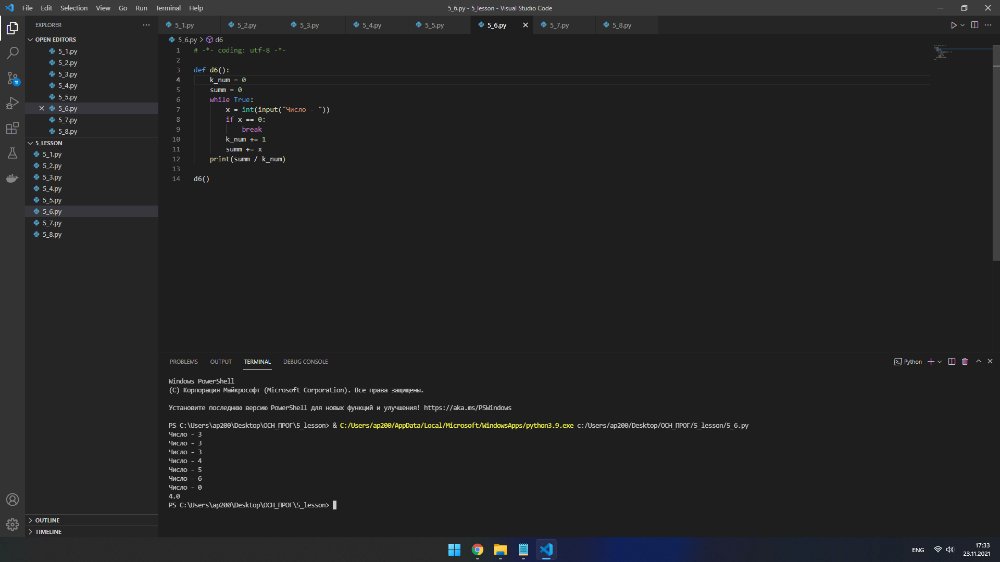 File Edit Selection View Go Run Terminal Help
5_6.py - 5_lesson - Visual Studio Code
EXPLORER
OPEN EDITORS
5_1.py
5_2.py
5_3.py
5_4.py
5_5.py
5_6.py
5_7.py
5_8.py
5_LESSON
5_1.py
5_2.py
5_3.py
5_4.py
5_5.py
5_6.py
5_7.py
5_8.py
OUTLINE
TIMELINE
11
5_1.py 5_2.py 5_3.py 5_4.py 5_5.py 5_6.py 5_7.py 5_8.py
5_6.py > d6
1 # -*- coding: utf-8 -*-
2
3 def d6():
4     k_num = 0
5     summ = 0
6     while True:
7         x = int(input("Число - "))
8         if x == 0:
9             break
10         k_num += 1
11         summ += x
12     print(summ / k_num)
13
14 d6()
PROBLEMS OUTPUT TERMINAL DEBUG CONSOLE
Python
Windows PowerShell
(C) Корпорация Майкрософт (Microsoft Corporation). Все права защищены.
Установите последнюю версию PowerShell для новых функций и улучшения! https://aka.ms/PSWindows
PS C:\Users\ap200\Desktop\ОСН_ПРОГ\5_lesson> & C:/Users/ap200/AppData/Local/Microsoft/WindowsApps/python3.9.exe c:/Users/ap200/Desktop/ОСН_ПРОГ/5_lesson/5_6.py
Число - 3
Число - 3
Число - 3
Число - 4
Число - 5
Число - 6
Число - 0
4.0
PS C:\Users\ap200\Desktop\ОСН_ПРОГ\5_lesson>
ENG
17:33
23.11.2021